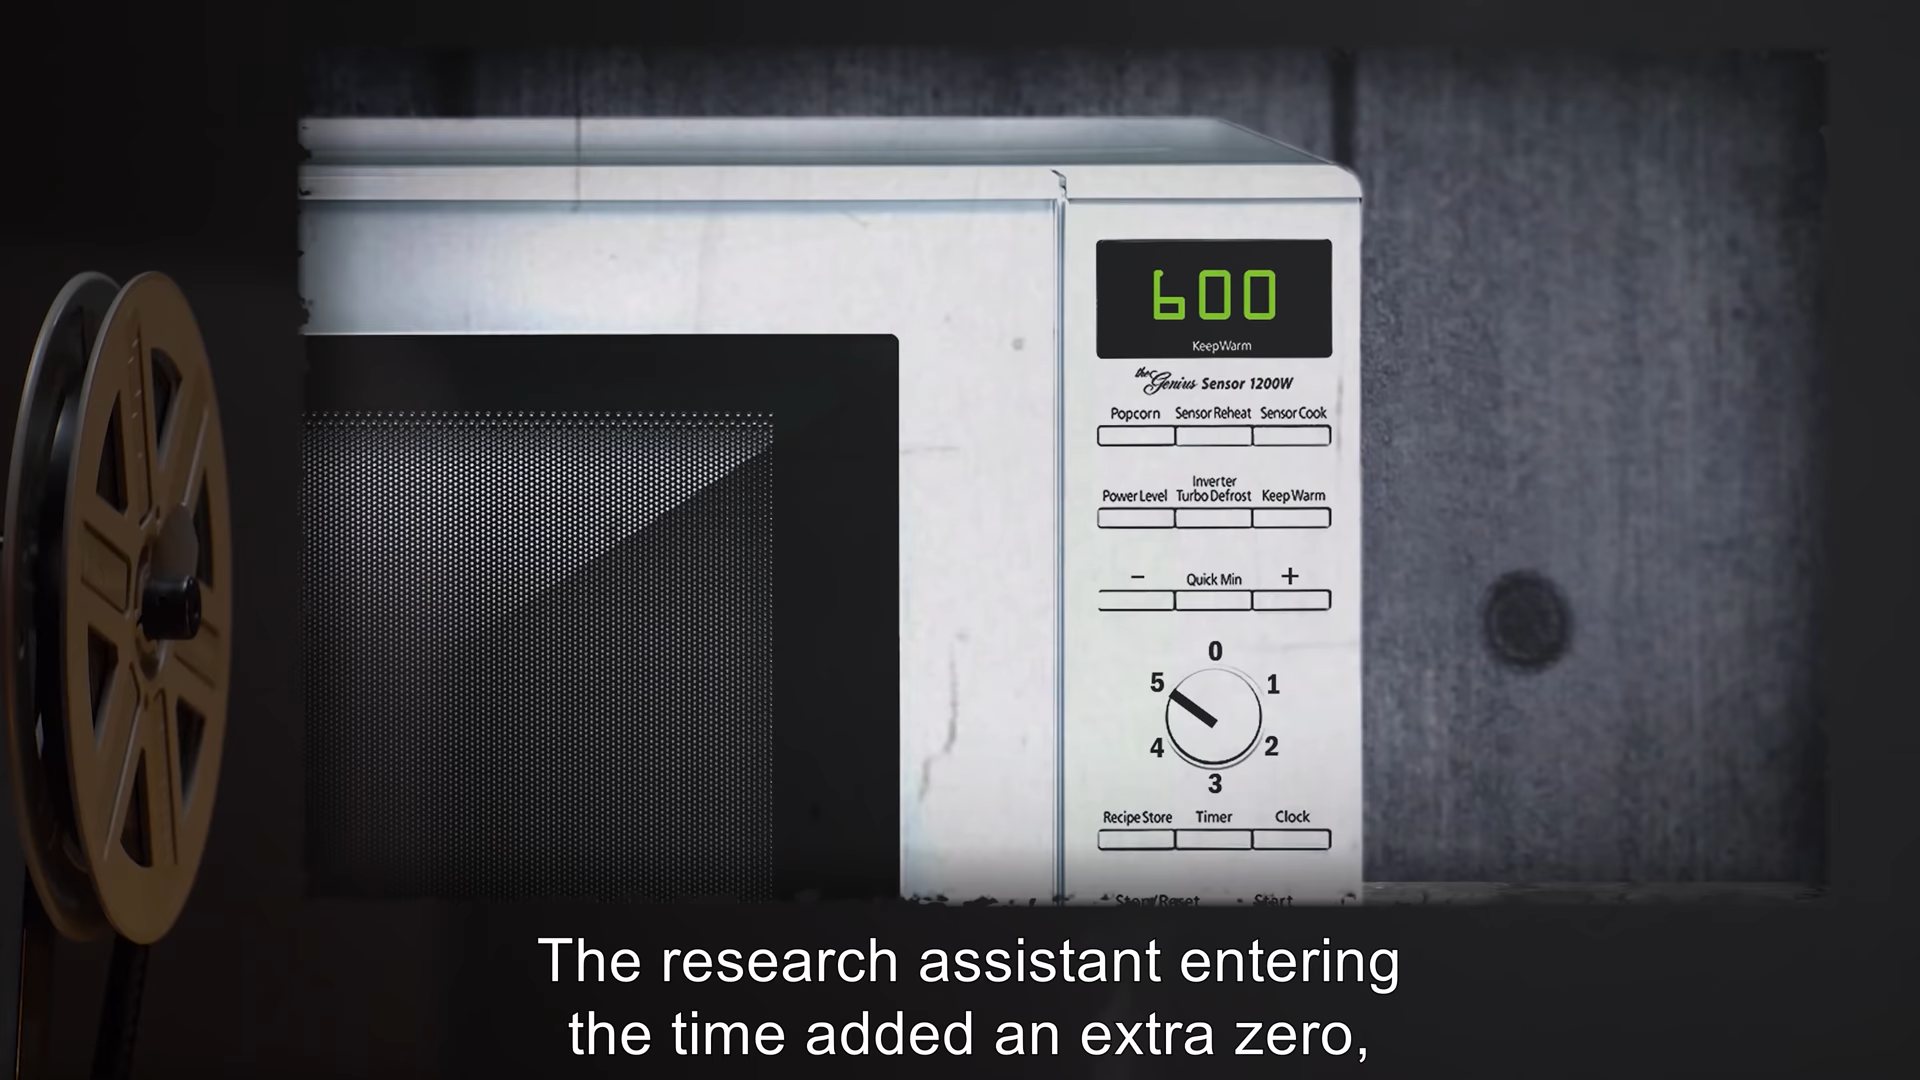 600
KeepWarm
the Genius Sensor 1200W
Popcorn Sensor Reheat Sensor Cook
Inverter
Power Level Turbo Defrost Keep Warm
− Quick Min +
0
5 1
4 2
3
Recipe Store Timer Clock
Stop/Reset Start
The research assistant entering
the time added an extra zero,